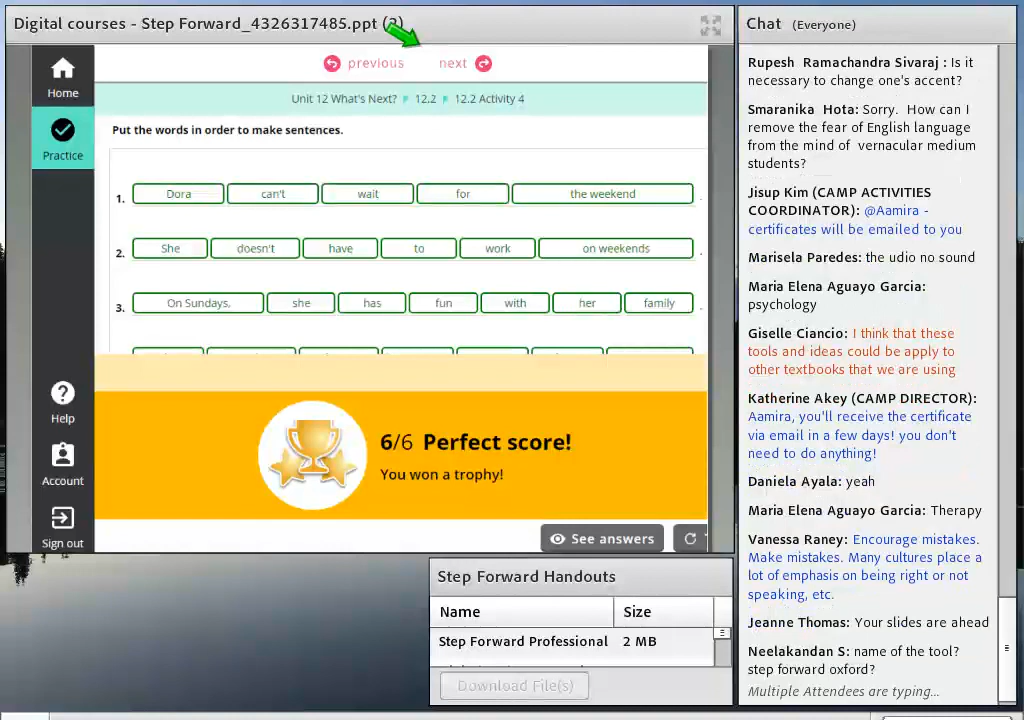 Digital courses - Step Forward_4326317485.ppt (2)
Home
Practice
Help
Account
Sign out
previous next
Unit 12 What's Next? 12.2 12.2 Activity 4
Put the words in order to make sentences.
1. Dora can't wait for the weekend .
2. She doesn't have to work on weekends .
3. On Sundays, she has fun with her family .
6/6 Perfect score!
You won a trophy!
See answers
Step Forward Handouts
Name Size
Step Forward Professional 2 MB
Download File(s)
Chat (Everyone)
Rupesh Ramachandra Sivaraj : Is it
necessary to change one's accent?
Smaranika Hota: Sorry. How can I
remove the fear of English language
from the mind of vernacular medium
students?
Jisup Kim (CAMP ACTIVITIES
COORDINATOR): @Aamira -
certificates will be emailed to you
Marisela Paredes: the udio no sound
Maria Elena Aguayo Garcia:
psychology
Giselle Ciancio: I think that these
tools and ideas could be apply to
other textbooks that we are using
Katherine Akey (CAMP DIRECTOR):
Aamira, you'll receive the certificate
via email in a few days! you don't
need to do anything!
Daniela Ayala: yeah
Maria Elena Aguayo Garcia: Therapy
Vanessa Raney: Encourage mistakes.
Make mistakes. Many cultures place a
lot of emphasis on being right or not
speaking, etc.
Jeanne Thomas: Your slides are ahead
Neelakandan S: name of the tool?
step forward oxford?
Multiple Attendees are typing...